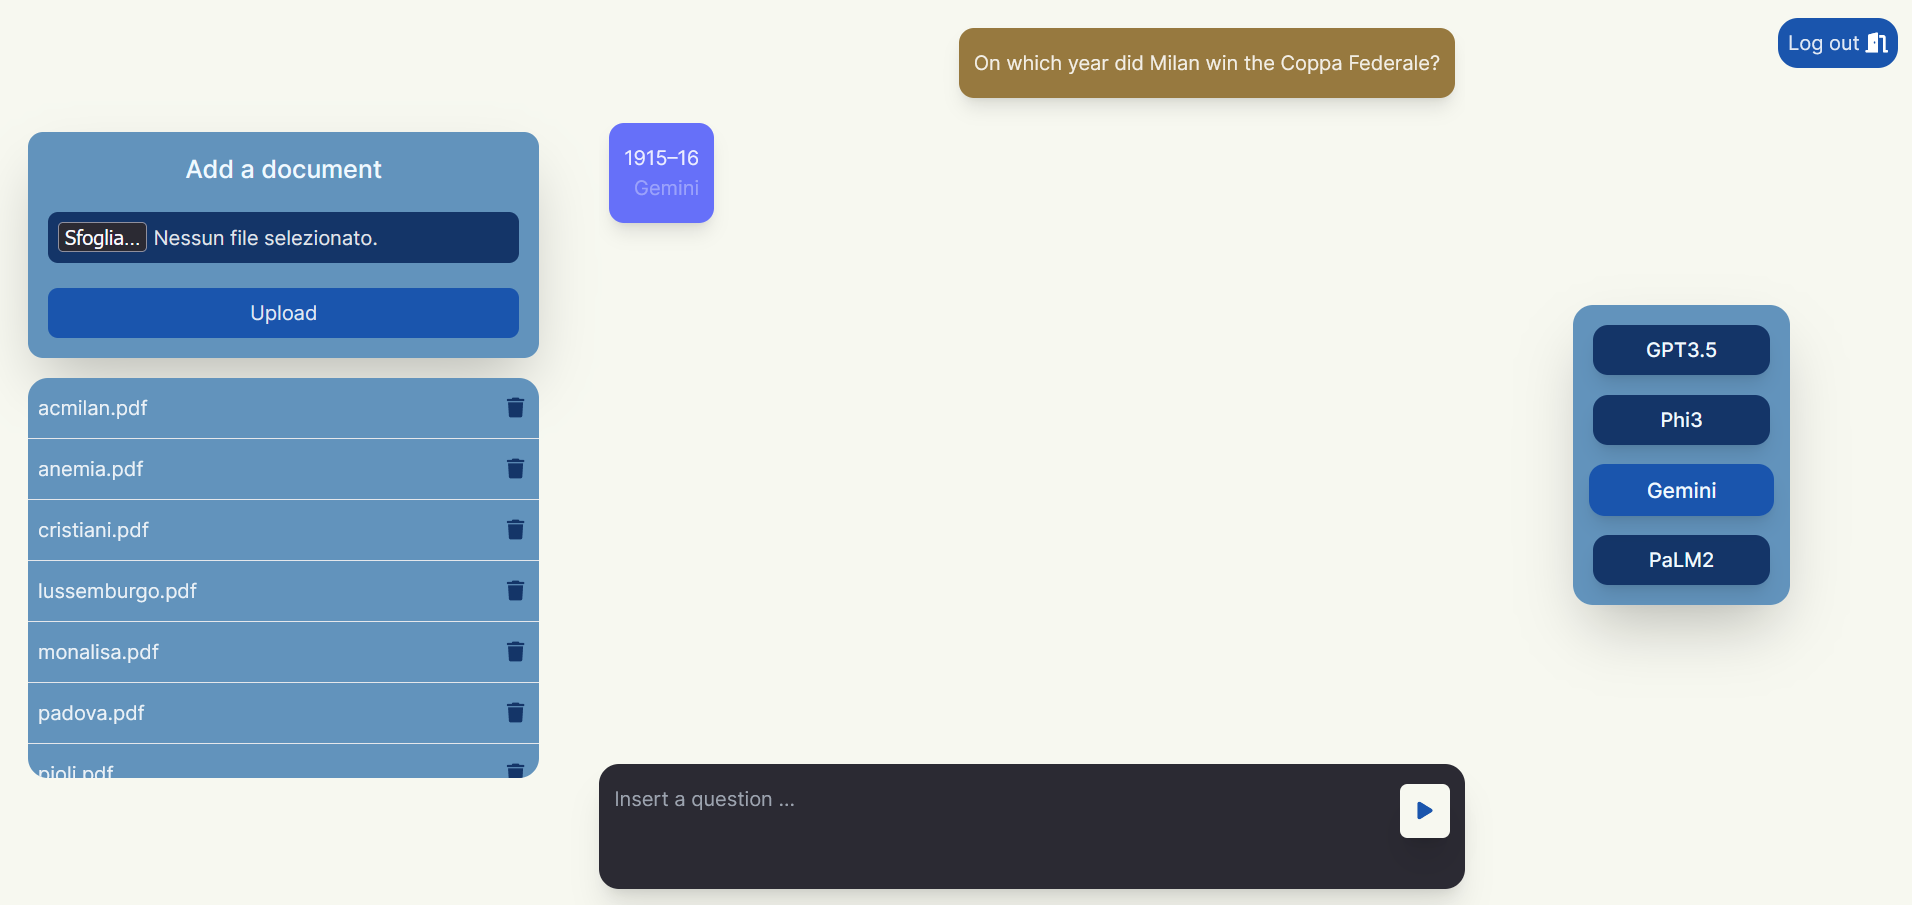 On which year did Milan win the Coppa Federale?
Log out
1915–16
Gemini
Add a document
Sfoglia... Nessun file selezionato.
Upload
acmilan.pdf
anemia.pdf
cristiani.pdf
lussemburgo.pdf
monalisa.pdf
padova.pdf
pioli.pdf
GPT3.5
Phi3
Gemini
PaLM2
Insert a question ...